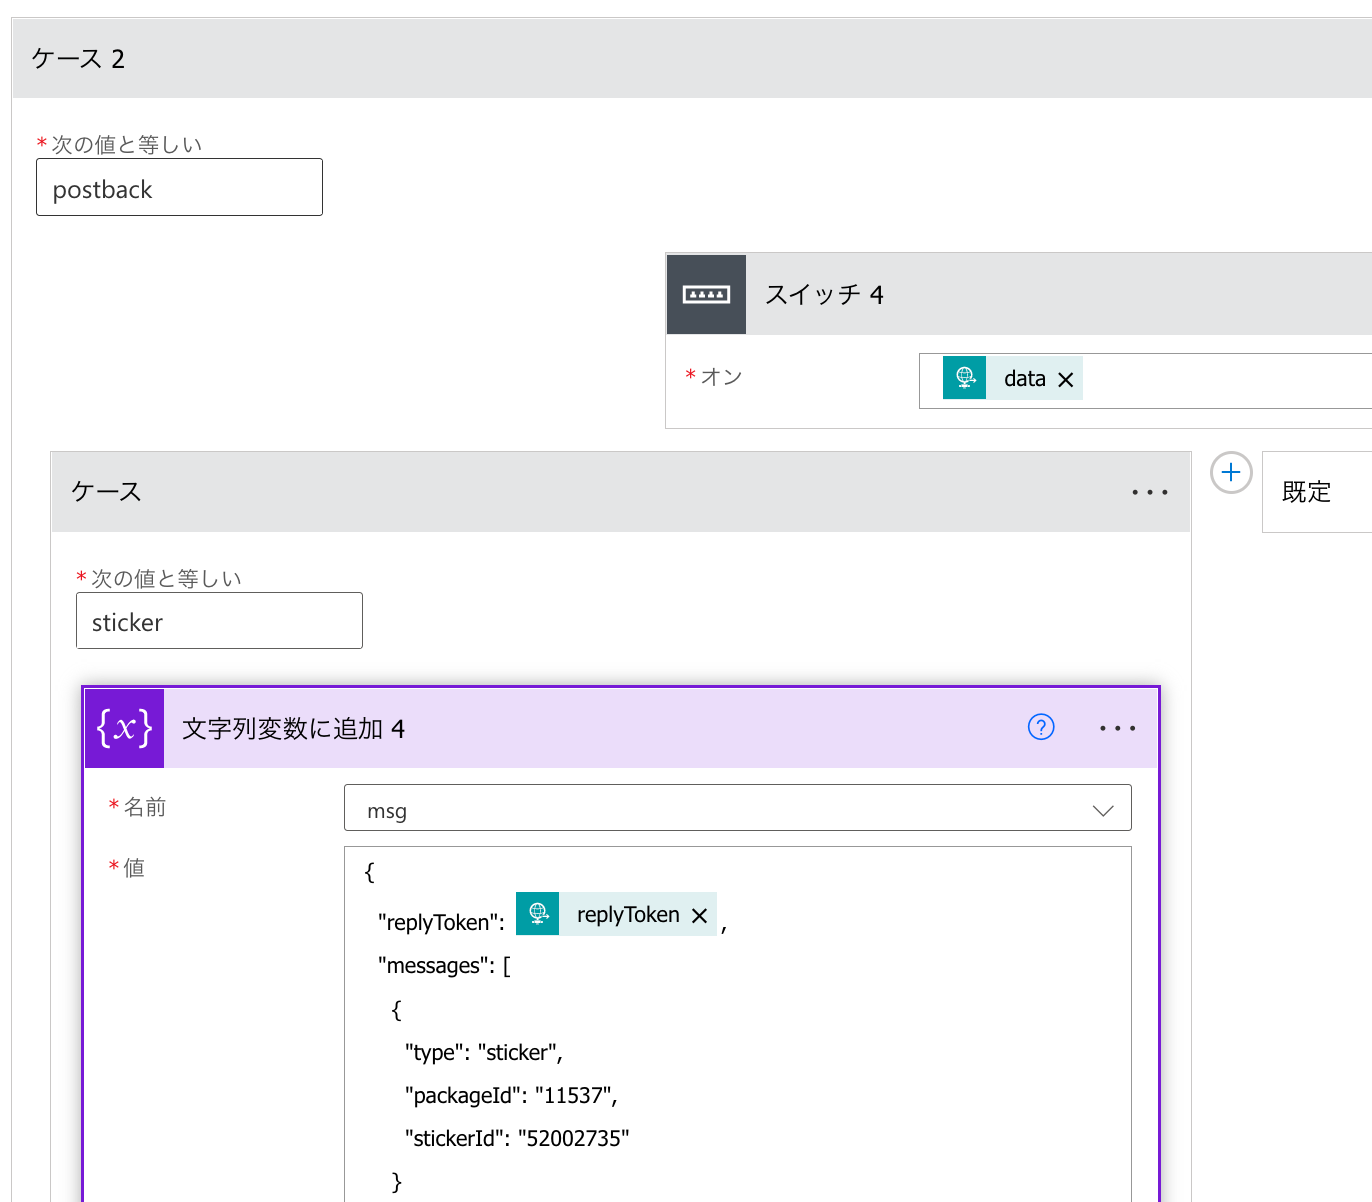 ケース 2
*次の値と等しい
postback
スイッチ 4
*オン
data
ケース
既定
*次の値と等しい
sticker
{x} 文字列変数に追加 4
*名前
msg
*値
{
"replyToken": replyToken ,
"messages": [
{
"type": "sticker",
"packageId": "11537",
"stickerId": "52002735"
}